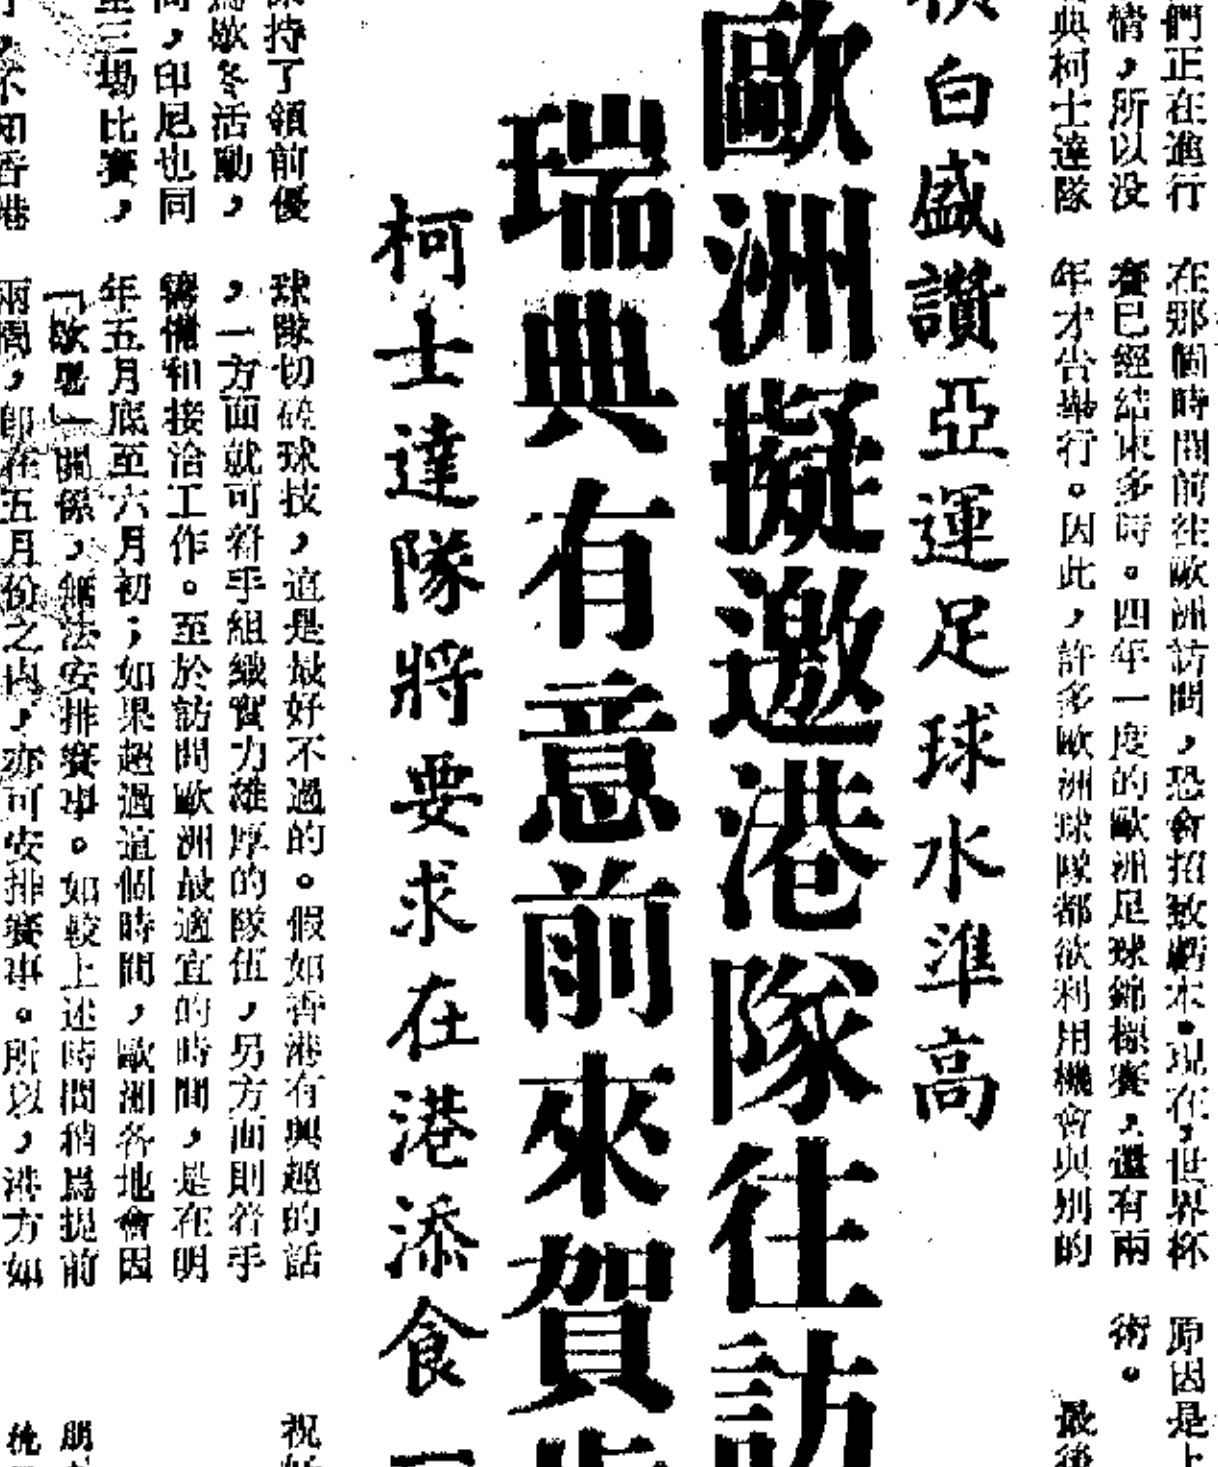 們正在進行
情，所以没
典柯士達隊
在那個時間前往歐洲訪問，恐會招致虧本。現在，世界杯
賽已經結束多時。四年一度的歐洲足球錦標賽，還有兩
年才告舉行。因此，許多歐洲球隊都欲利用機會與別的
原因是上
術。
最後
白盛讚亞運足球水準高
歐洲擬邀港隊往訪
瑞典有意前來賀
柯士達隊將要求在港添食
持了領前優
歇冬活動，
，印尼也同
三場比賽，
，不知香港
球隊切磋球技，這是最好不過的。假如香港有興趣的話
，一方面就可着手組織實力雄厚的隊伍，另方面則着手
籌備和接洽工作。至於訪問歐洲最適宜的時間，是在明
年五月底至六月初；如果超過這個時間，歐洲各地會因
「歇暑」關係，無法安排賽事。如較上述時間稍爲提前
兩個，即在五月份之内，亦可安排賽事。所以，港方如
祝
朋
統